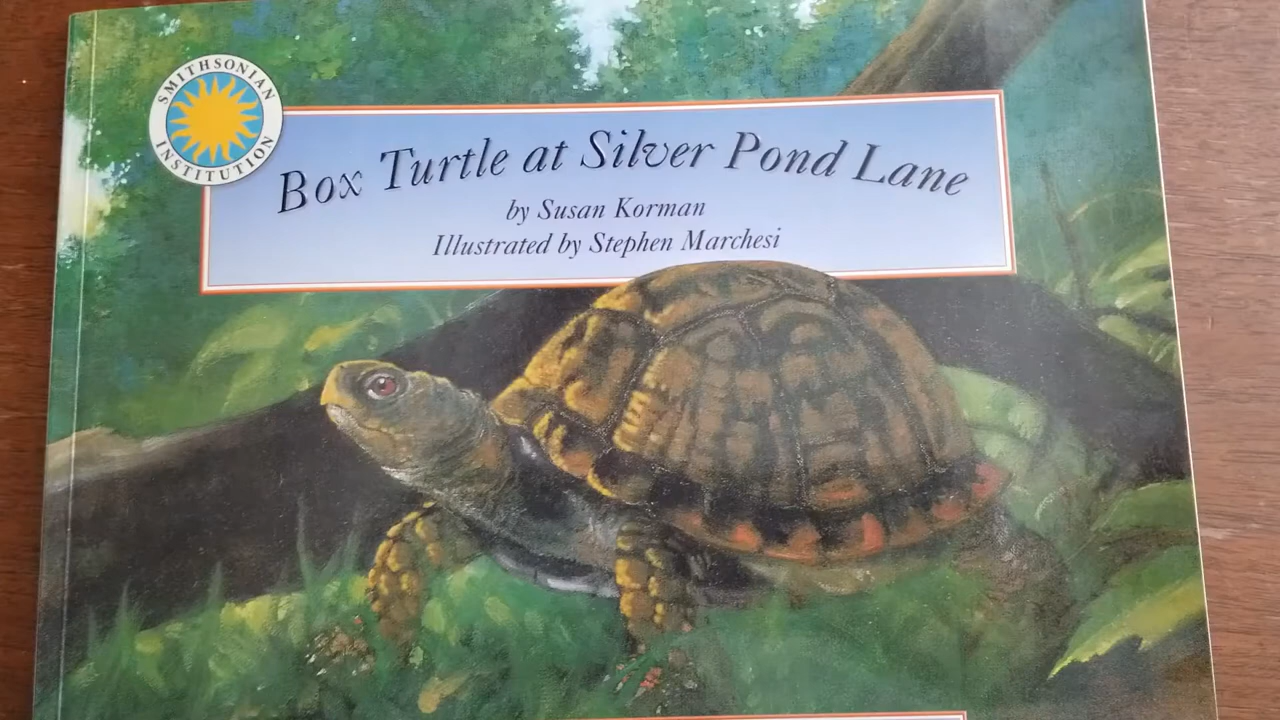 SMITHSONIAN
INSTITUTION
Box Turtle at Silver Pond Lane
by Susan Korman
Illustrated by Stephen Marchesi